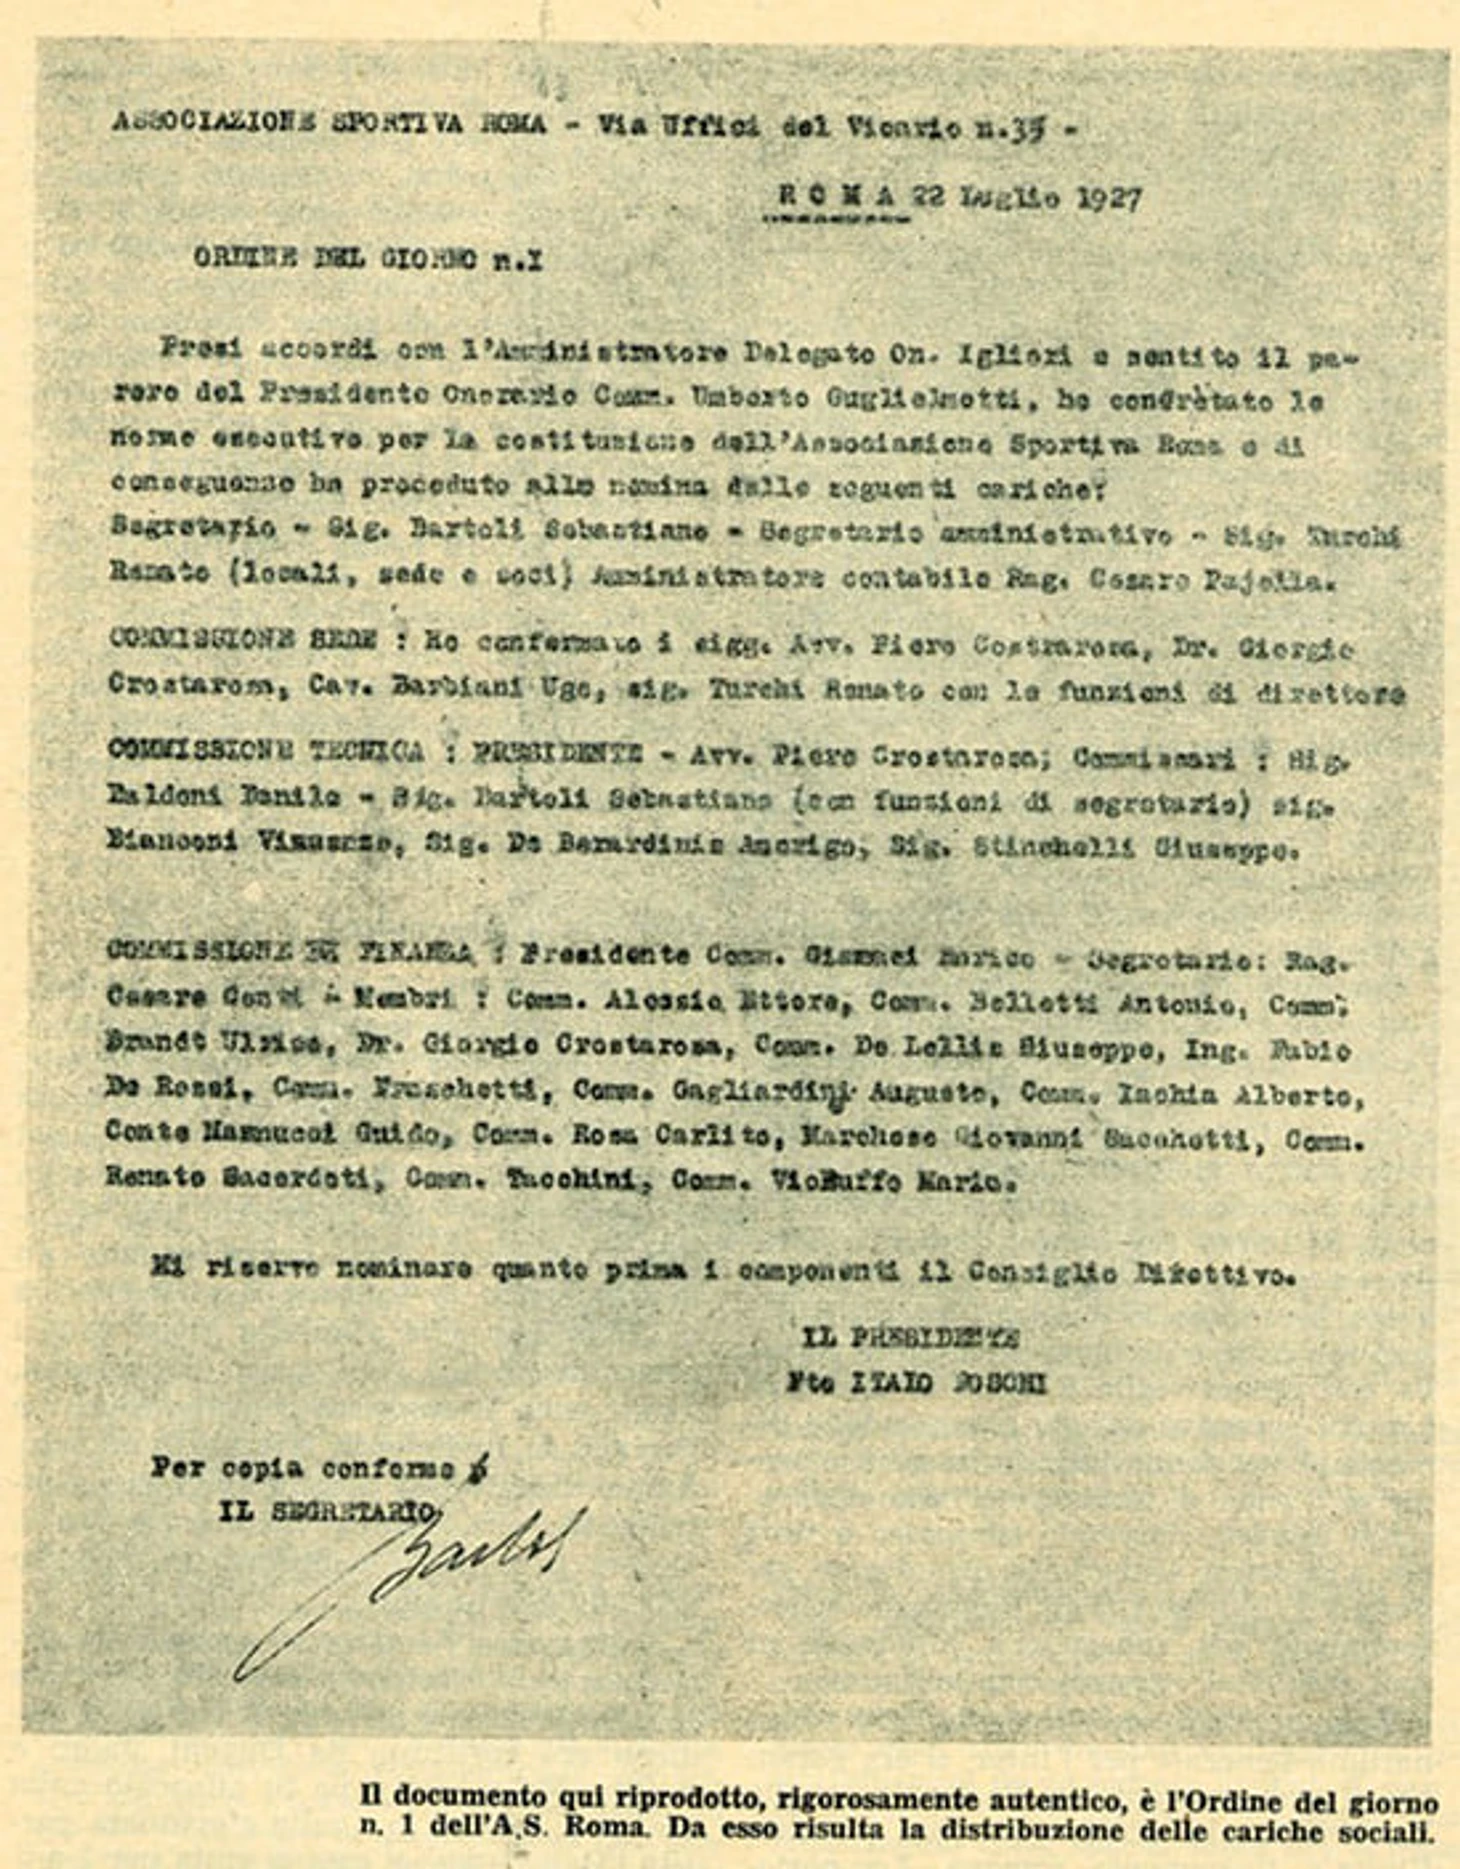 ASSOCIAZIONE SPORTIVA ROMA - Via Uffici del Vicario n.35 -
R O M A 22 Luglio 1927
ORDINE DEL GIORNO n.I
Presi accordi con l'Amministratore Delegato On. Igliori e sentito il pa-
rere del Presidente Onorario Comm. Umberto Guglielmotti, ho concretato le
norme esecutive per la costituzione dell'Associazione Sportiva Roma e di
conseguenza ho proceduto alle nomina delle seguenti cariche:
Segretario - Sig. Bartoli Sebastiano - Segretario amministrativo - Sig. Turchi
Renato (locali, sede e soci) Amministratore contabile Rag. Cesare Pajella.
COMMISSIONE SEDE : Ho confermato i sigg. Avv. Piero Costrarosa, Dr. Giorgio
Crostarosa, Cav. Barbiani Ugo, sig. Turchi Renato con le funzioni di direttore
COMMISSIONE TECNICA : PRESIDENTE - Avv. Piero Crostarosa; Commissari : Sig.
Baldoni Danilo - Sig. Bartoli Sebastiano (con funzioni di segretario) sig.
Bianconi Sig. De Berardinis Amerigo, Sig. Stinchelli Giuseppe.
COMMISSIONE DI FINANZA : Presidente Comm. Enrico - Segretario: Rag.
Cesare Conti - Membri : Comm. Alessio Ettore, Comm. Belletti Antonio, Comm.
Brandt Ulrico, Dr. Giorgio Crostarosa, Comm. De Lellis Giuseppe, Ing. Fabio
De Rossi, Comm. Fraschetti, Comm. Gagliardini Augusto, Comm. Ischia Alberto,
Conte Mannucci Guido, Comm. Rosa Carlito, Marchese Giovanni Sacchetti, Comm.
Renato Sacerdoti, Comm. Tacchini, Comm. VioBuffo Mario.
Mi riservo nominare quanto prima i componenti il Consiglio Direttivo.
IL PRESIDENTE
Fto ITALO FOSCHI
Per copia conforme
IL SEGRETARIO
Bartoli
Il documento qui riprodotto, rigorosamente autentico, è l'Ordine del giorno
n. 1 dell'A.S. Roma. Da esso risulta la distribuzione delle cariche sociali.